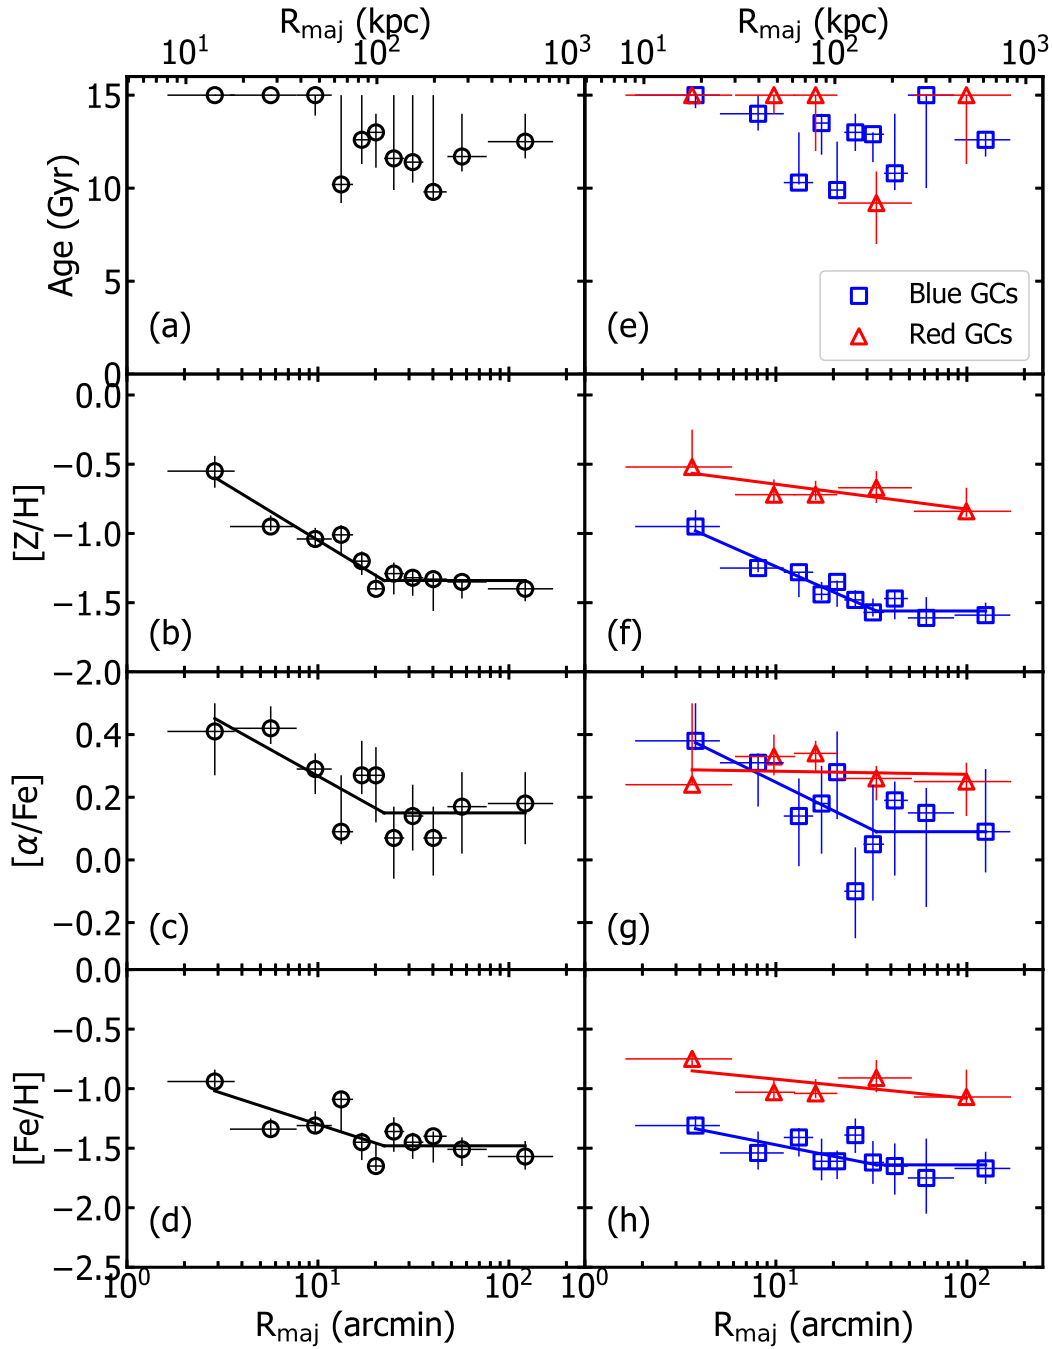 R_maj (kpc) R_maj (kpc)
10^1 10^2 10^3 10^1 10^2 10^3
15
10
5
0
Age (Gyr)
(a) (e)
Blue GCs
Red GCs
0.0
−0.5
−1.0
−1.5
−2.0
[Z/H]
(b) (f)
0.4
0.2
0.0
−0.2
[α/Fe]
(c) (g)
0.0
−0.5
−1.0
−1.5
−2.0
−2.5
[Fe/H]
(d) (h)
10^0 10^1 10^2 10^0 10^1 10^2
R_maj (arcmin) R_maj (arcmin)